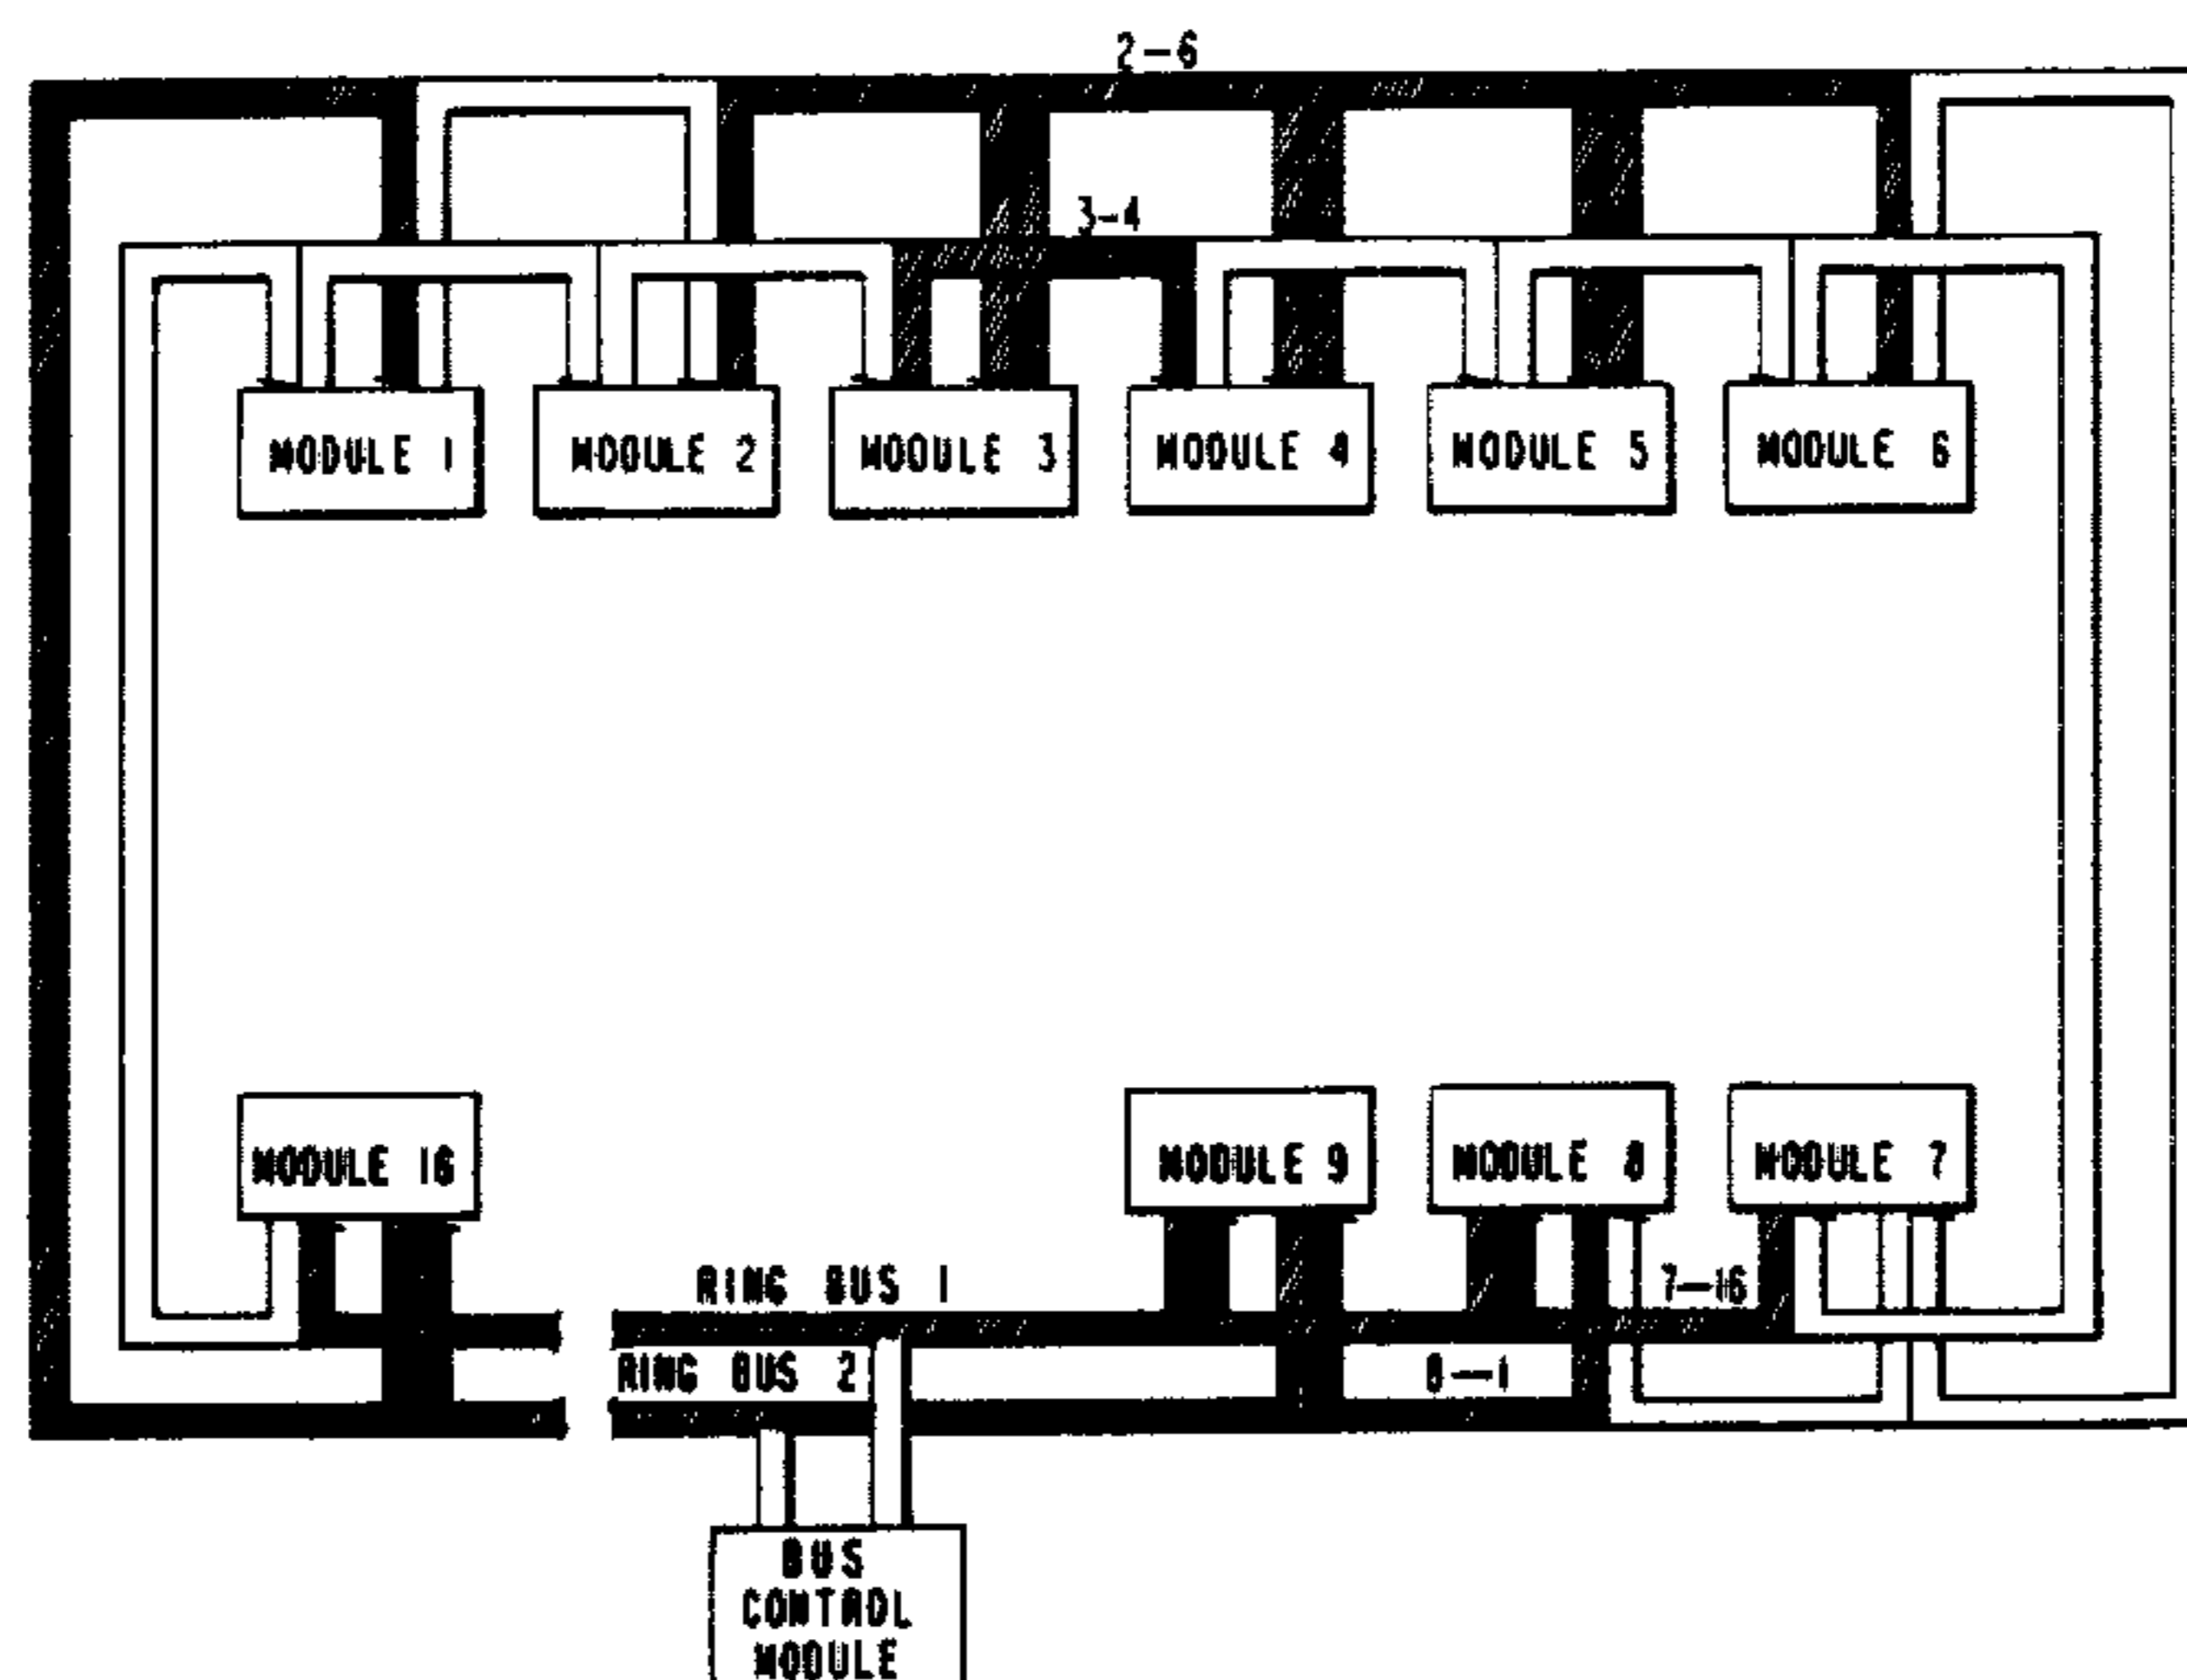 2-6
3-4
MODULE 1
MODULE 2
MODULE 3
MODULE 4
MODULE 5
MODULE 6
MODULE 16
MODULE 9
MODULE 8
MODULE 7
RING BUS 1
7-16
RING BUS 2
8-1
BUS
CONTROL
MODULE